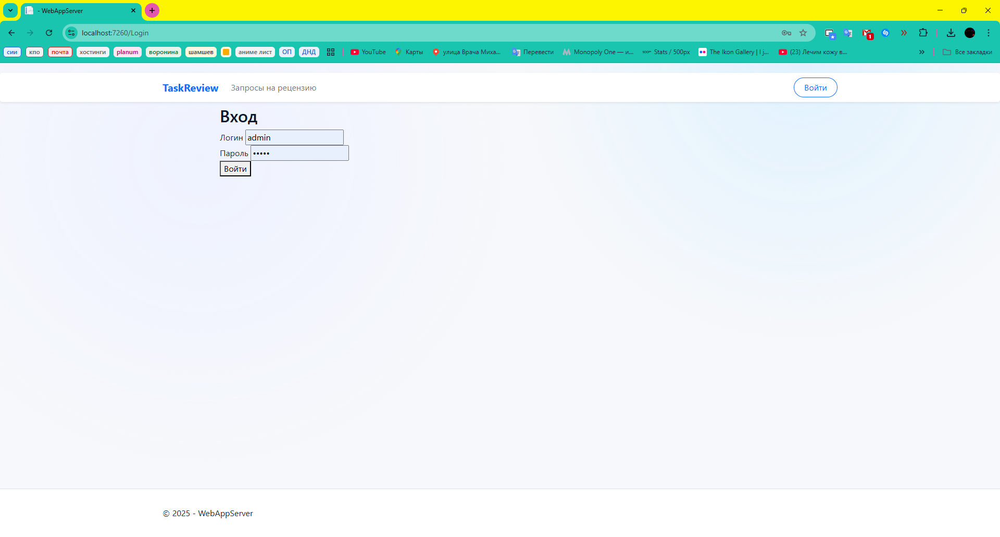 - WebAppServer
localhost:7260/Login
1
сии кпо почта хостинги planum воронина шамшев аниме лист ОП ДНД YouTube Карты улица Врача Миха... Перевести Monopoly One — и... Stats / 500px The Ikon Gallery | I j... (23) Лечим кожу в... Все закладки
TaskReview Запросы на рецензию Войти
Вход
Логин admin
Пароль •••••
Войти
© 2025 - WebAppServer